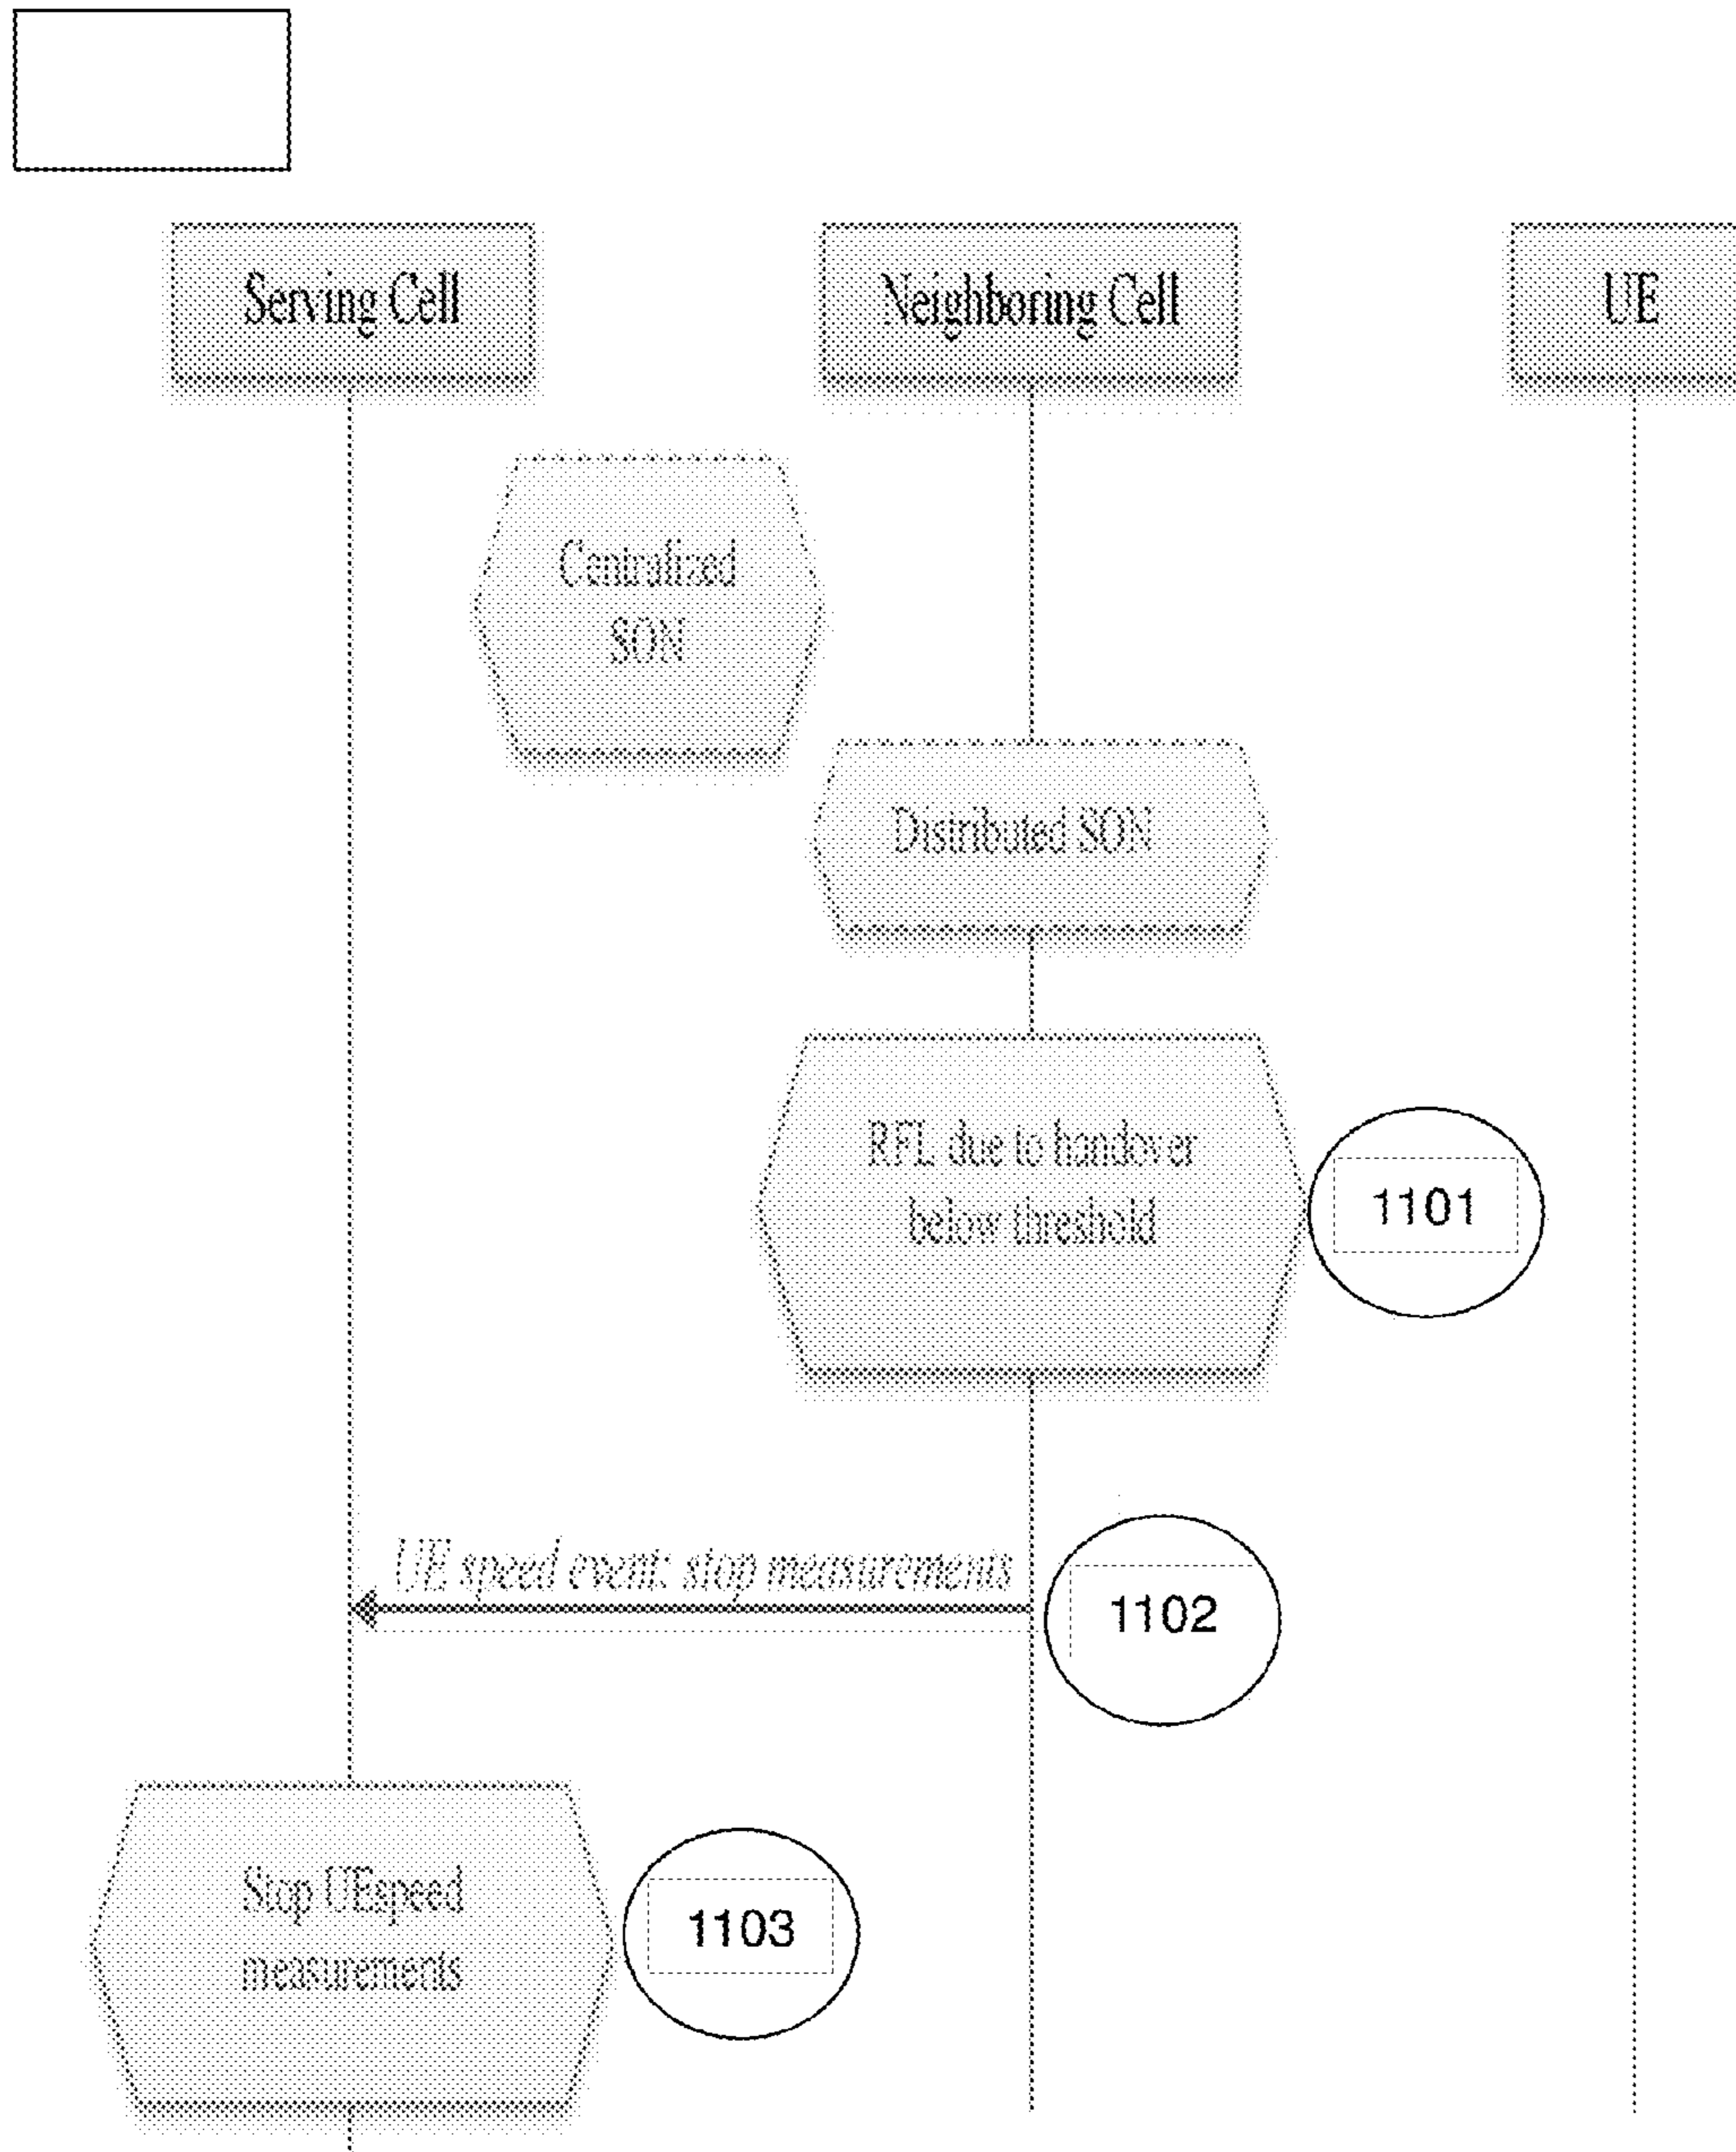 Serving Cell
Neighboring Cell
UE
Centralized
SON
Distributed SON
RFL due to handover
below threshold
1101
UE speed event: stop measurements
1102
Stop UEspeed
measurements
1103